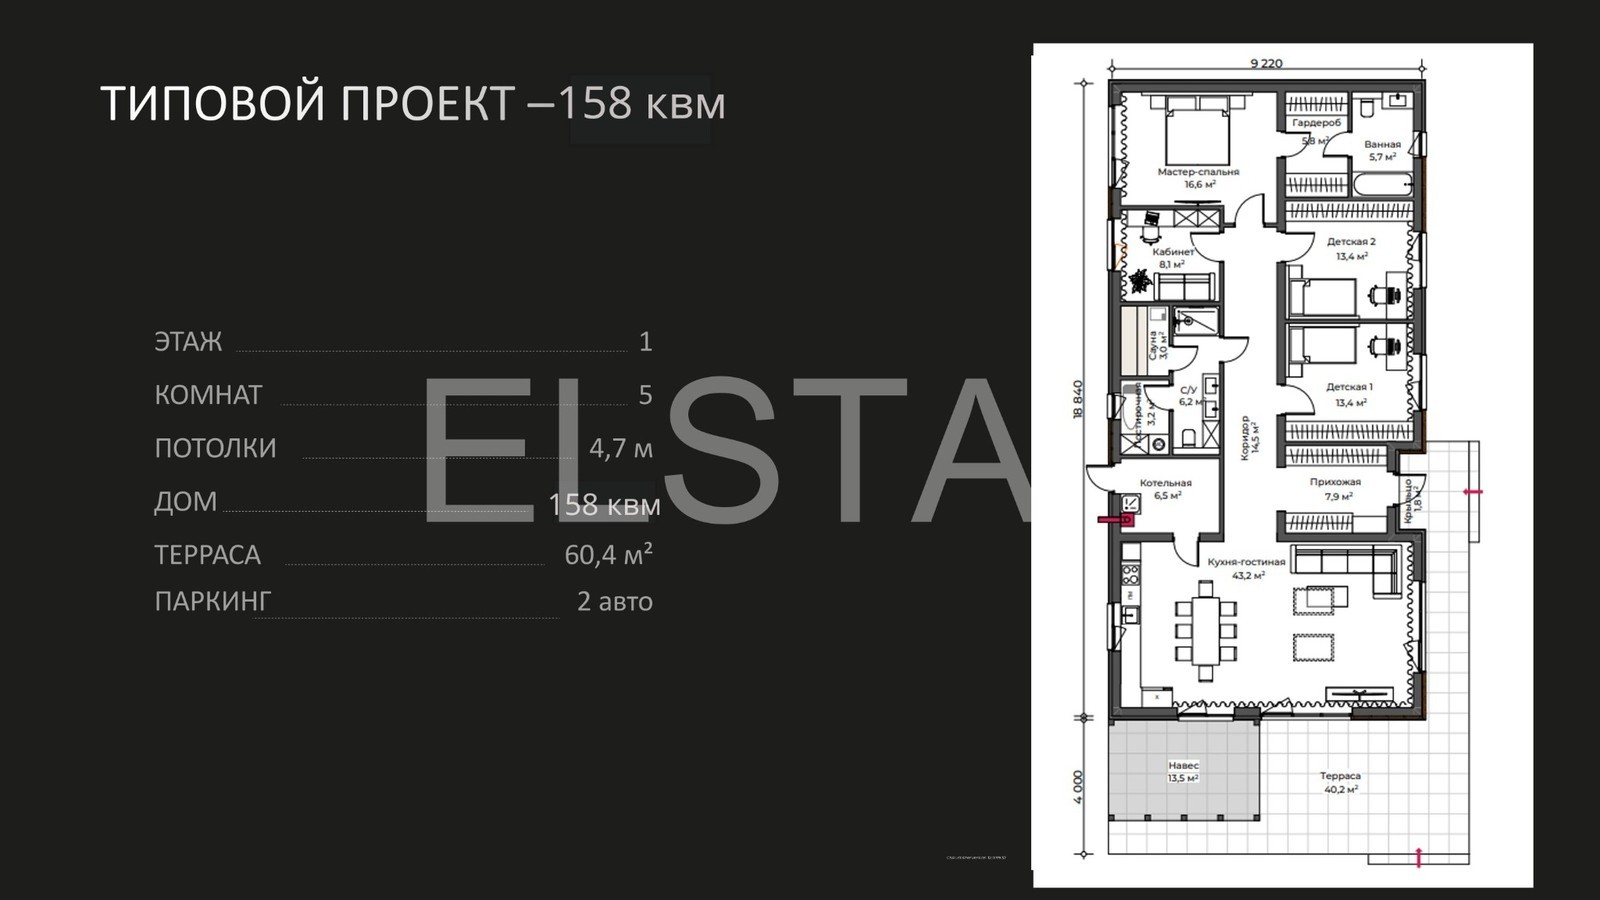 ТИПОВОЙ ПРОЕКТ –158 квм
ЭТАЖ 1
КОМНАТ 5
ПОТОЛКИ 4,7 м
ДОМ 158 квм
ТЕРРАСА 60,4 м²
ПАРКИНГ 2 авто
ELSTA
9 220
18 840
4 000
Гардероб
5,8 м²
Ванная
5,7 м²
Мастер-спальня
16,6 м²
Кабинет
8,1 м²
Детская 2
13,4 м²
Сауна
3,0 м²
С/У
6,2 м²
3,2 м²
Детская 1
13,4 м²
Коридор
14,5 м²
Котельная
6,5 м²
Прихожая
7,9 м²
Крыльцо
1,8 м²
Кухня-гостиная
43,2 м²
ПМ
Х
Навес
13,5 м²
Терраса
40,2 м²